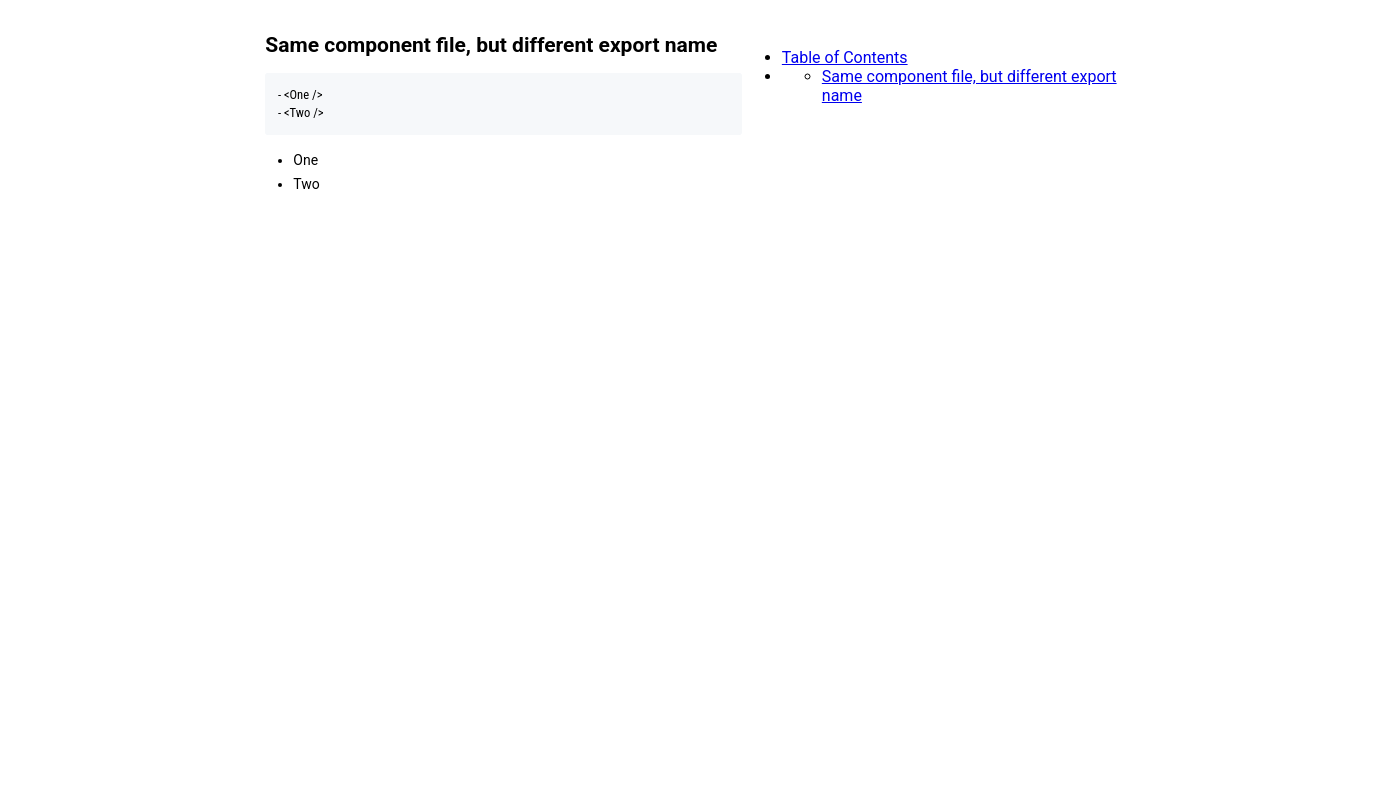 Same component file, but different export name
- <One />
- <Two />
One
Two
Table of Contents
Same component file, but different export
name